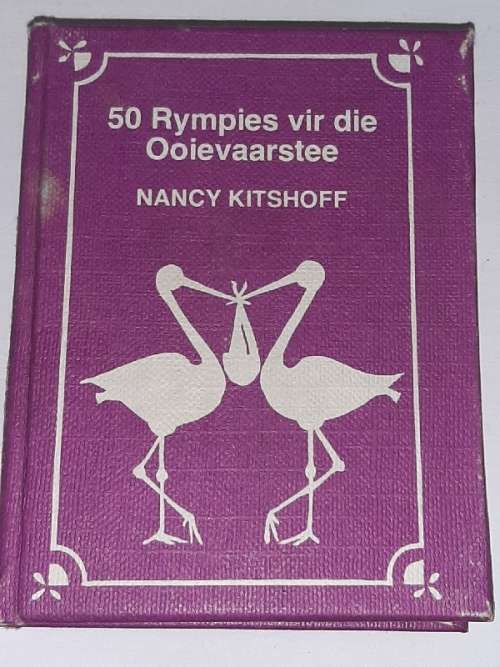 50 Rympies vir die
Ooievaarstee
NANCY KITSHOFF